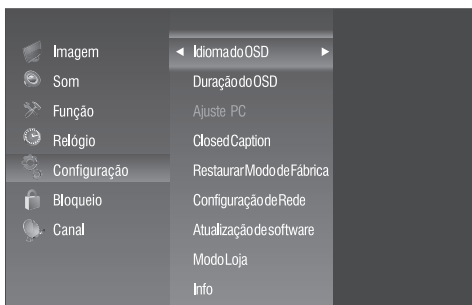 Imagem
Som
Função
Relógio
Configuração
Bloqueio
Canal
Idioma do OSD
Duração do OSD
Ajuste PC
Closed Caption
Restaurar Modo de Fábrica
Configuração de Rede
Atualização de software
Modo Loja
Info